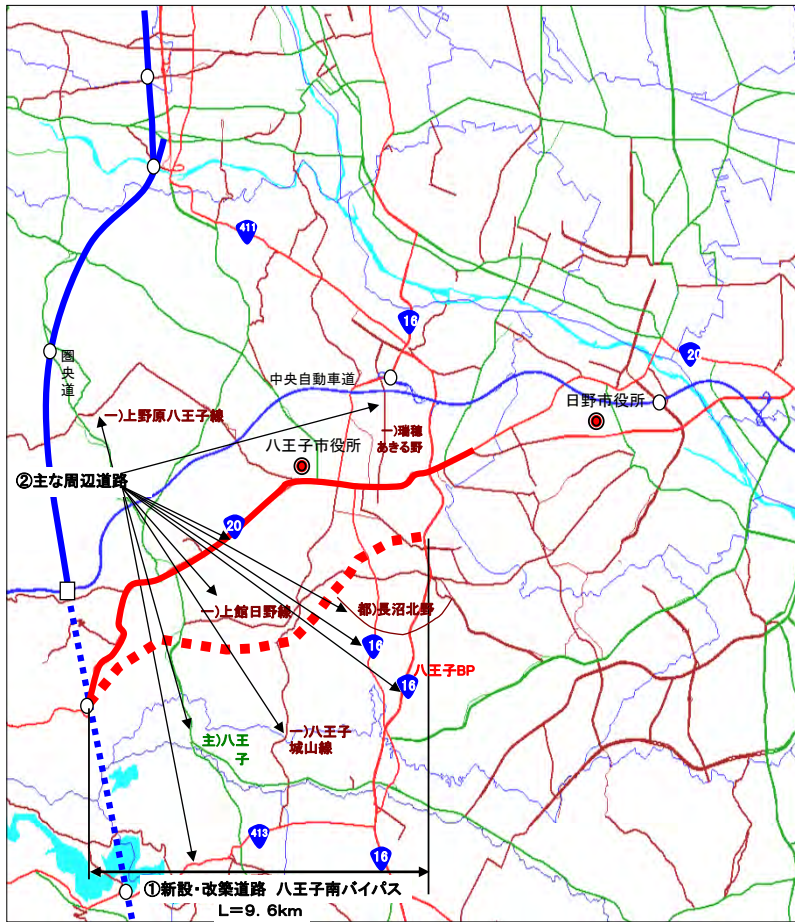 411
16
20
圏央道
中央自動車道
日野市役所
一)上野原八王子線
一)瑞穂
あきる野
八王子市役所
②主な周辺道路
20
一)上館日野線
都)長沼北野
16
八王子BP
16
主)八王
子
一)八王子
城山線
413
16
①新設・改築道路 八王子南バイパス
L=9.6km